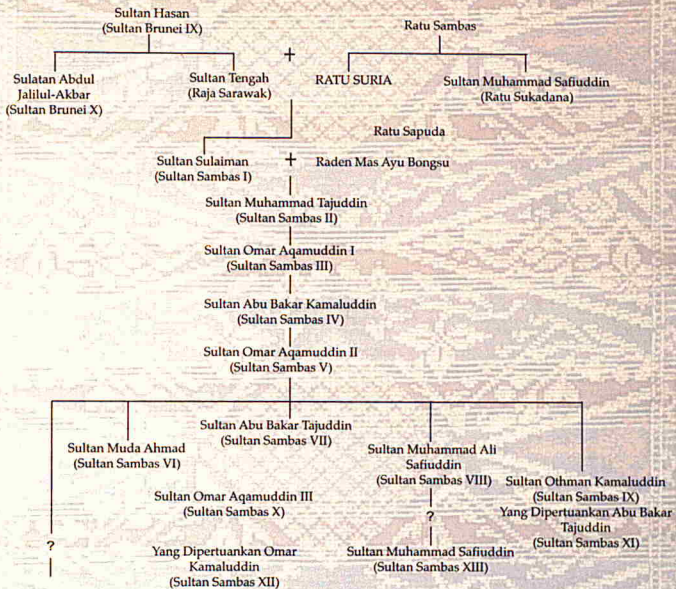 Sultan Hasan
(Sultan Brunei IX)
Ratu Sambas
+
Sulatan Abdul
Jalilul-Akbar
(Sultan Brunei X)
Sultan Tengah
(Raja Sarawak)
RATU SURIA
Sultan Muhammad Safiuddin
(Ratu Sukadana)
Ratu Sapuda
Sultan Sulaiman
(Sultan Sambas I)
+
Raden Mas Ayu Bongsu
Sultan Muhammad Tajuddin
(Sultan Sambas II)
Sultan Omar Aqamuddin I
(Sultan Sambas III)
Sultan Abu Bakar Kamaluddin
(Sultan Sambas IV)
Sultan Omar Aqamuddin II
(Sultan Sambas V)
Sultan Muda Ahmad
(Sultan Sambas VI)
Sultan Abu Bakar Tajuddin
(Sultan Sambas VII)
Sultan Muhammad Ali
Safiuddin
(Sultan Sambas VIII)
Sultan Othman Kamaluddin
(Sultan Sambas IX)
Sultan Omar Aqamuddin III
(Sultan Sambas X)
Yang Dipertuankan Abu Bakar
Tajuddin
(Sultan Sambas XI)
?
?
Yang Dipertuankan Omar
Kamaluddin
(Sultan Sambas XII)
Sultan Muhammad Safiuddin
(Sultan Sambas XIII)